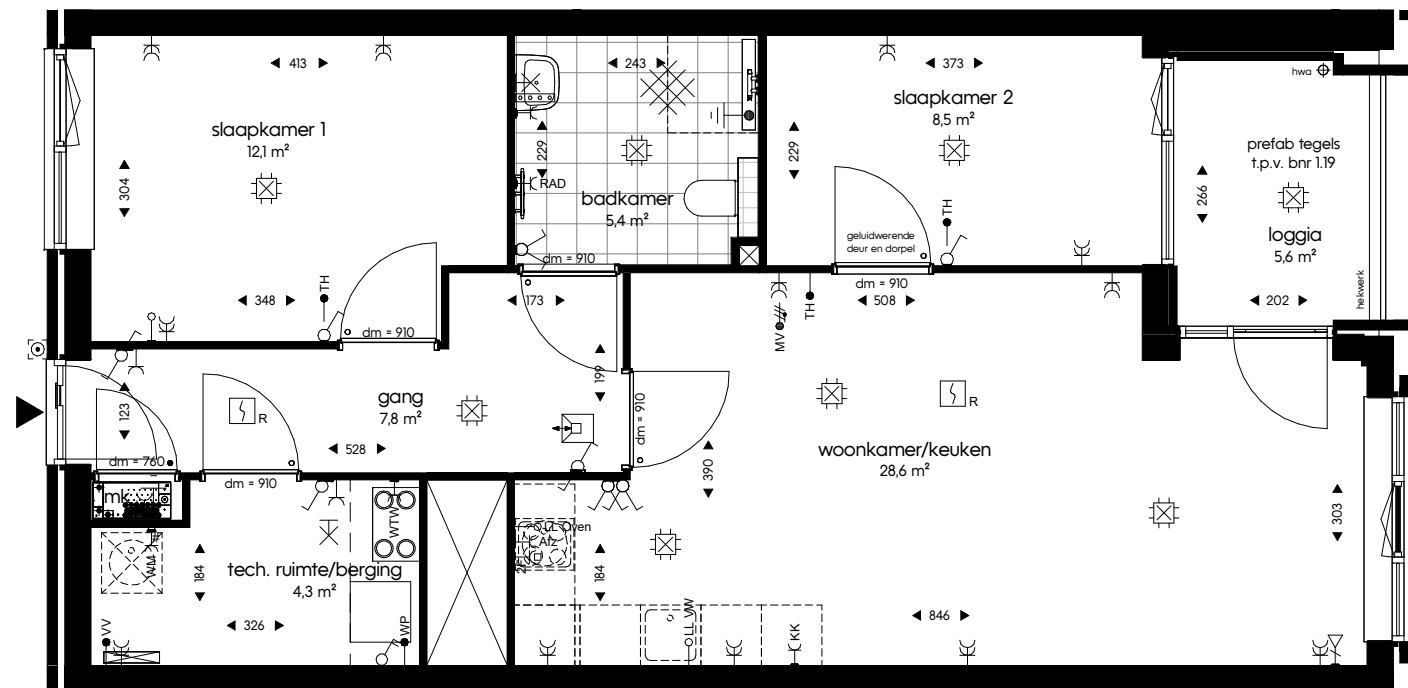 413
243
373
hwa
slaapkamer 1
12,1 m²
slaapkamer 2
8,5 m²
prefab tegels
t.p.v. bnr 1.19
304
229
229
266
RAD
badkamer
5,4 m²
TH
geluidwerende
deur en dorpel
loggia
5,6 m²
dm = 910
hekwerk
348
TH
173
dm = 910
508
202
TH
MV
dm = 910
199
123
gang
7,8 m²
R
R
dm = 910
528
390
woonkamer/keuken
28,6 m²
dm = 760
dm = 910
mk
WTW
303
Oven
Afz
WM
184
tech. ruimte/berging
4,3 m²
184
326
846
VV
WP
LL VW
KK